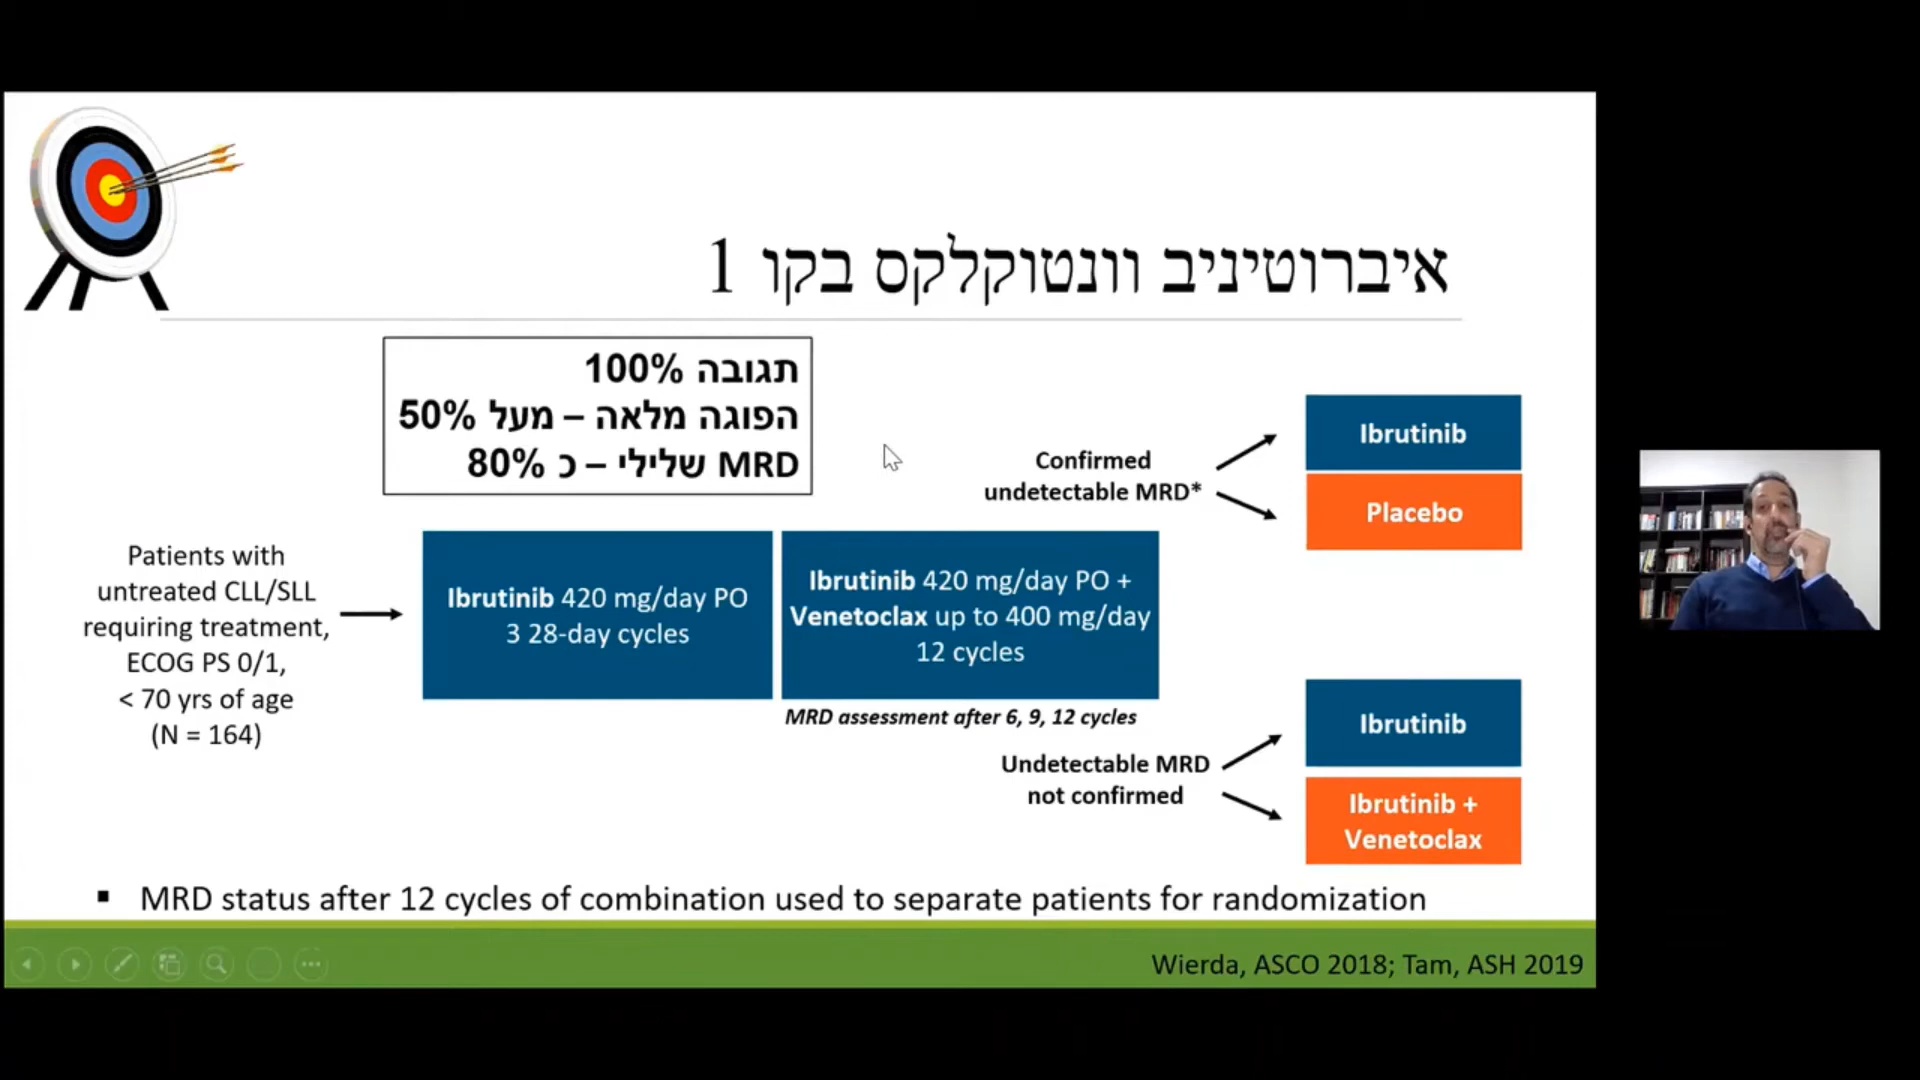 איברוטיניב וונטוקלקס בקו 1
תגובה 100%
הפוגה מלאה – מעל 50%
MRD שלילי – כ 80%
Patients with
untreated CLL/SLL
requiring treatment,
ECOG PS 0/1,
< 70 yrs of age
(N = 164)
Ibrutinib 420 mg/day PO
3 28-day cycles
Ibrutinib 420 mg/day PO +
Venetoclax up to 400 mg/day
12 cycles
MRD assessment after 6, 9, 12 cycles
Confirmed
undetectable MRD*
Ibrutinib
Placebo
Undetectable MRD
not confirmed
Ibrutinib
Ibrutinib +
Venetoclax
▪ MRD status after 12 cycles of combination used to separate patients for randomization
Wierda, ASCO 2018; Tam, ASH 2019